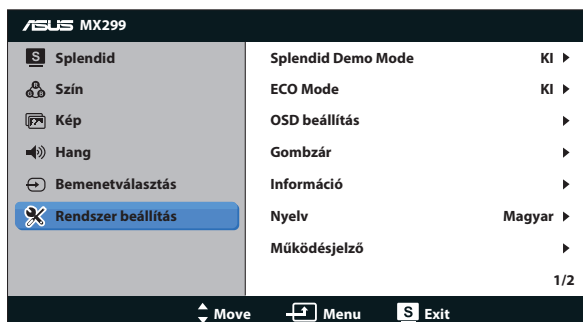 ASUS MX299
S Splendid
Szín
Kép
Hang
Bemenetválasztás
Rendszer beállítás
Splendid Demo Mode KI
ECO Mode KI
OSD beállítás
Gombzár
Információ
Nyelv Magyar
Működésjelző
1/2
Move Menu S Exit